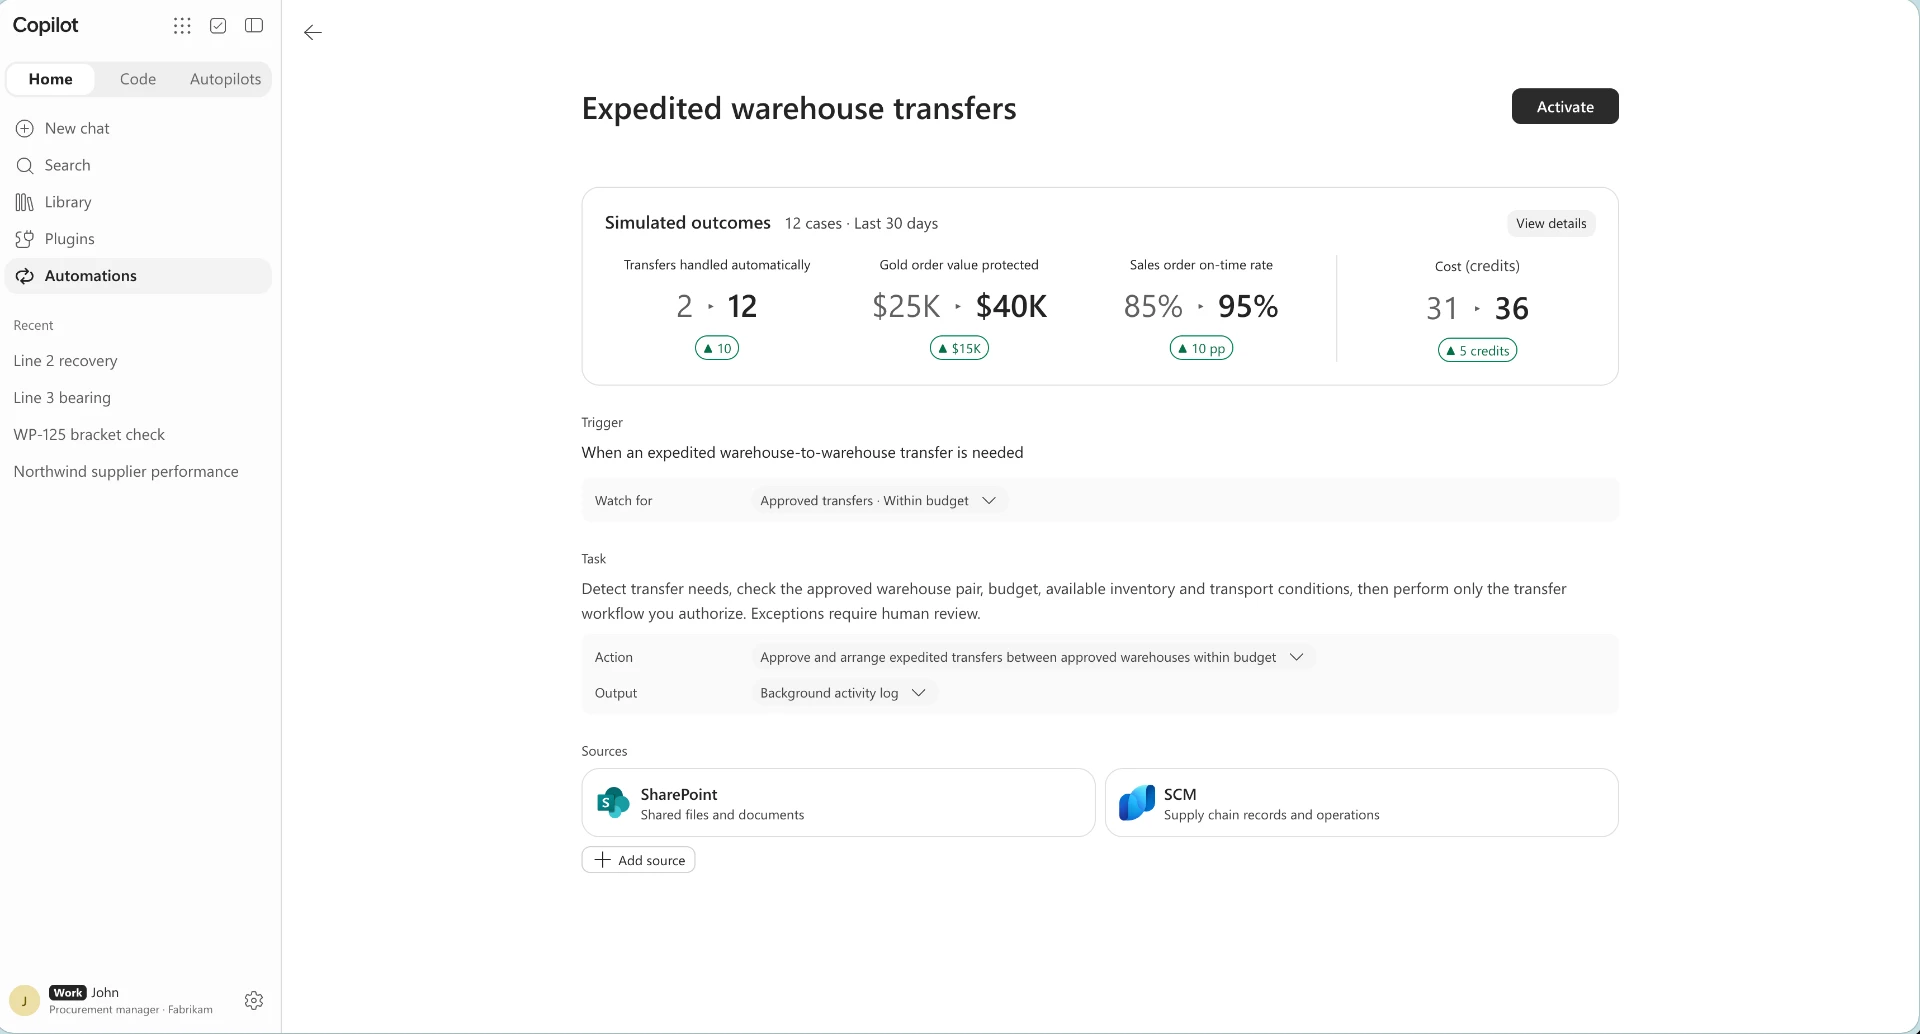 Copilot
Home Code Autopilots
New chat
Search
Library
Plugins
Automations
Recent
Line 2 recovery
Line 3 bearing
WP-125 bracket check
Northwind supplier performance
J
Work John
Procurement manager · Fabrikam
Expedited warehouse transfers
Activate
Simulated outcomes 12 cases · Last 30 days
View details
Transfers handled automatically
2 ▸ 12
▲ 10
Gold order value protected
$25K ▸ $40K
▲ $15K
Sales order on-time rate
85% ▸ 95%
▲ 10 pp
Cost (credits)
31 ▸ 36
▲ 5 credits
Trigger
When an expedited warehouse-to-warehouse transfer is needed
Watch for Approved transfers · Within budget
Task
Detect transfer needs, check the approved warehouse pair, budget, available inventory and transport conditions, then perform only the transfer
workflow you authorize. Exceptions require human review.
Action Approve and arrange expedited transfers between approved warehouses within budget
Output Background activity log
Sources
S
SharePoint
Shared files and documents
SCM
Supply chain records and operations
Add source